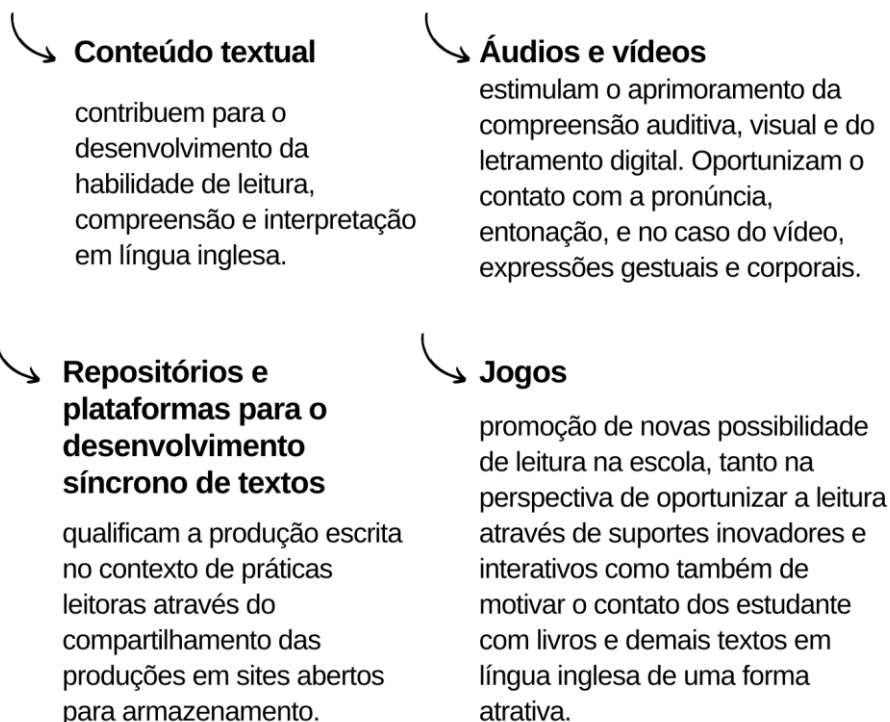 Conteúdo textual
contribuem para o
desenvolvimento da
habilidade de leitura,
compreensão e interpretação
em língua inglesa.
Áudios e vídeos
estimulam o aprimoramento da
compreensão auditiva, visual e do
letramento digital. Oportunizam o
contato com a pronúncia,
entonação, e no caso do vídeo,
expressões gestuais e corporais.
Repositórios e
plataformas para o
desenvolvimento
síncrono de textos
qualificam a produção escrita
no contexto de práticas
leitoras através do
compartilhamento das
produções em sites abertos
para armazenamento.
Jogos
promoção de novas possibilidade
de leitura na escola, tanto na
perspectiva de oportunizar a leitura
através de suportes inovadores e
interativos como também de
motivar o contato dos estudante
com livros e demais textos em
língua inglesa de uma forma
atrativa.